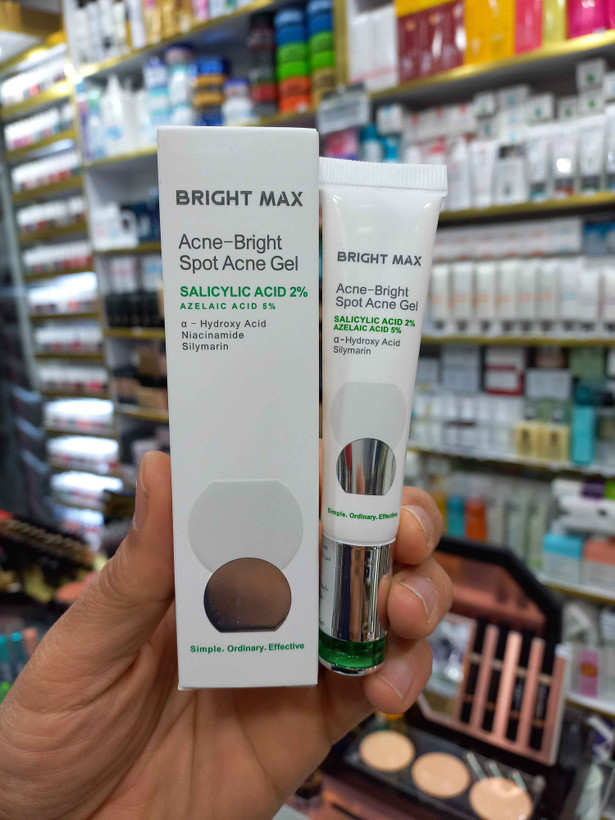 BRIGHT MAX
Acne-Bright
Spot Acne Gel
SALICYLIC ACID 2%
AZELAIC ACID 5%
α - Hydroxy Acid
Niacinamide
Silymarin
Simple. Ordinary. Effective
BRIGHT MAX
Acne-Bright
Spot Acne Gel
SALICYLIC ACID 2%
AZELAIC ACID 5%
α-Hydroxy Acid
Silymarin
Simple. Ordinary. Effective